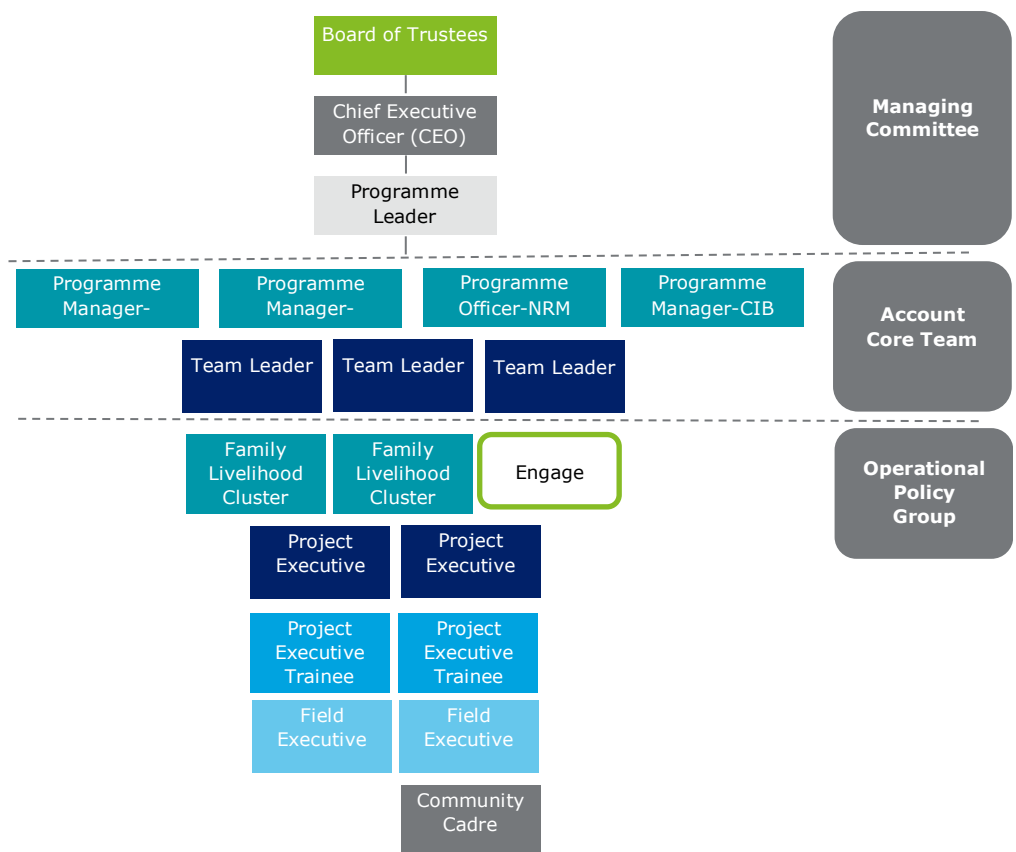 Board of Trustees
Chief Executive
Officer (CEO)
Programme
Leader
Managing
Committee
Programme
Manager-
Programme
Manager-
Programme
Officer-NRM
Programme
Manager-CIB
Team Leader
Team Leader
Team Leader
Account
Core Team
Family
Livelihood
Cluster
Family
Livelihood
Cluster
Engage
Operational
Policy
Group
Project
Executive
Project
Executive
Project
Executive
Trainee
Project
Executive
Trainee
Field
Executive
Field
Executive
Community
Cadre